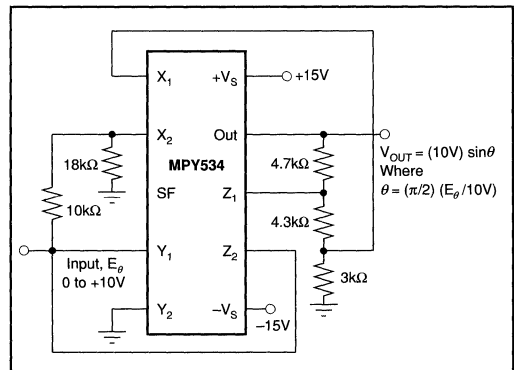 X1
+VS
+15V
X2
Out
18kΩ
MPY534
4.7kΩ
VOUT = (10V) sinθ
Where
θ = (π/2) (Eθ/10V)
SF
Z1
10kΩ
4.3kΩ
Input, Eθ
0 to +10V
Y1
Z2
3kΩ
Y2
–VS
–15V